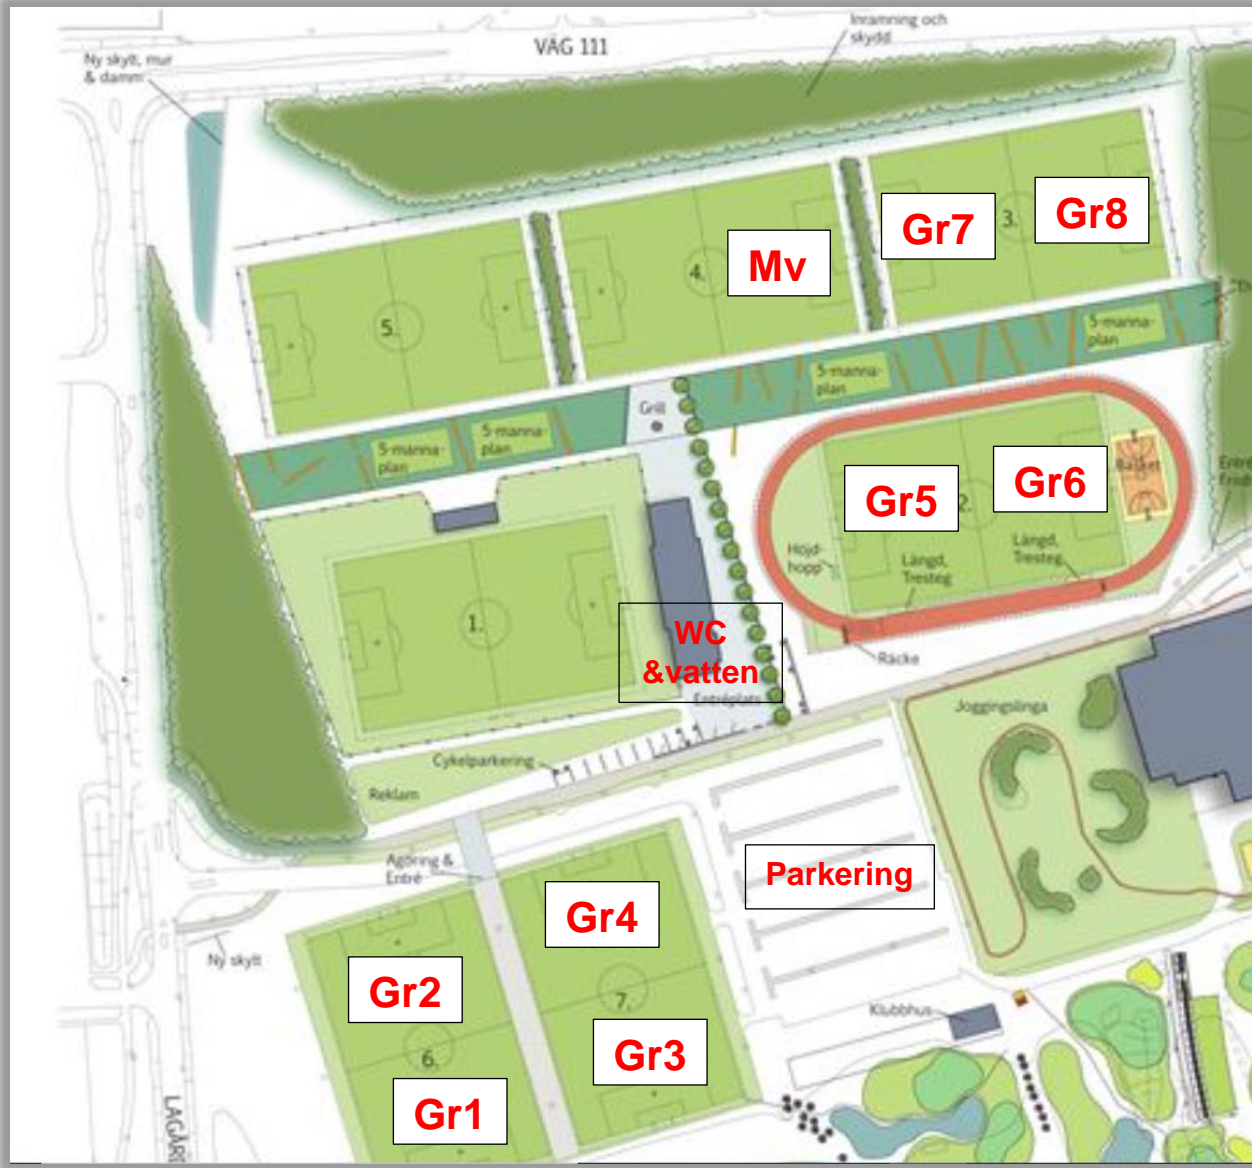 VÄG 111
Inramning och
skydd
Ny skylt, mur
& damm
Gr7
3.
Gr8
Mv
4.
5.
5-manna-
plan
5-manna-
plan
Grill
5-manna-
plan
5-manna-
plan
Gr5
2.
Gr6
Basket
Höjd-
hopp
Längd,
Tresteg
Längd,
Tresteg
1.
WC
&vatten
Entréplats
Räcke
Joggingslinga
Cykelparkering
Reklam
Parkering
Agöring &
Entré
Gr4
Ny skylt
Gr2
7.
Klubbhus
6.
Gr3
Gr1